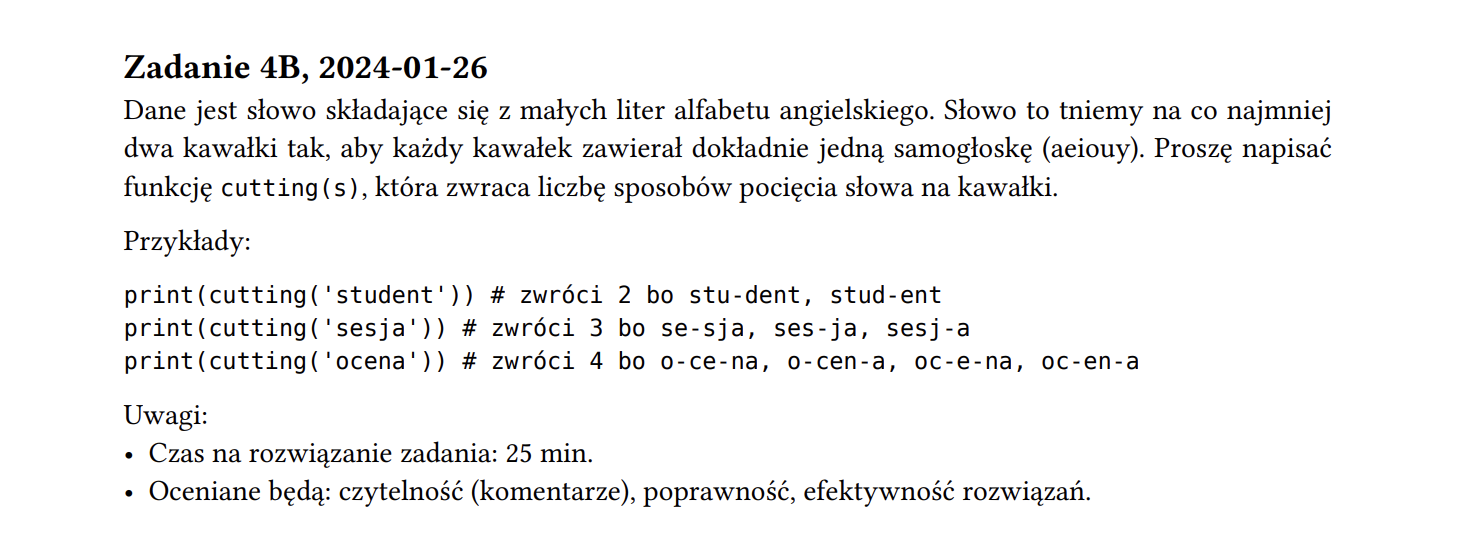 Zadanie 4B, 2024-01-26
Dane jest słowo składające się z małych liter alfabetu angielskiego. Słowo to tniemy na co najmniej
dwa kawałki tak, aby każdy kawałek zawierał dokładnie jedną samogłoskę (aeiouy). Proszę napisać
funkcję cutting(s), która zwraca liczbę sposobów pocięcia słowa na kawałki.
Przykłady:
print(cutting('student')) # zwróci 2 bo stu-dent, stud-ent
print(cutting('sesja')) # zwróci 3 bo se-sja, ses-ja, sesj-a
print(cutting('ocena')) # zwróci 4 bo o-ce-na, o-cen-a, oc-e-na, oc-en-a
Uwagi:
• Czas na rozwiązanie zadania: 25 min.
• Oceniane będą: czytelność (komentarze), poprawność, efektywność rozwiązań.